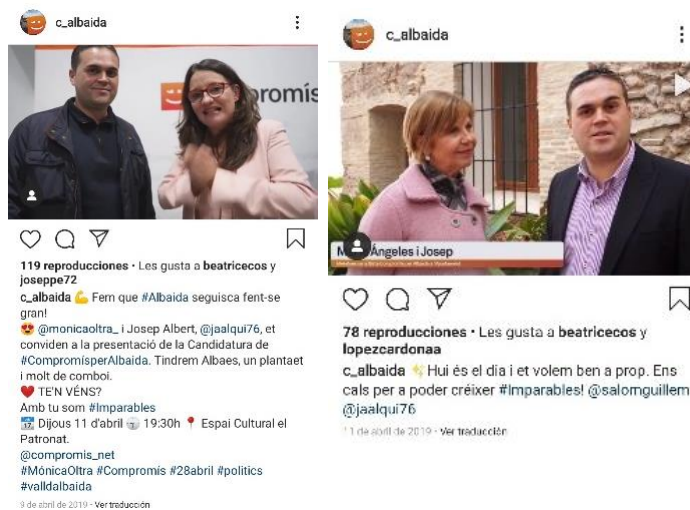 c_albaida
promís
119 reproducciones • Les gusta a beatricecos y
joseppe72
c_albaida 💪 Fem que #Albaida seguisca fent-se
gran!
😍 @monicaoltra_ i Josep Albert, @jaalqui76, et
conviden a la presentació de la Candidatura de
#CompromísperAlbaida. Tindrem Albaes, un plantaet
i molt de comboi.
❤️ TE'N VÉNS?
Amb tu som #Imparables
📅 Dijous 11 d'abril 🕢 19:30h 📍 Espai Cultural el
Patronat.
@compromis_net
#MónicaOltra #Compromís #28abril #politics
#valldalbaida
9 de abril de 2019 • Ver traducción
c_albaida
Ángeles i Josep
78 reproducciones • Les gusta a beatricecos y
lopezcardonaa
c_albaida ✨ Hui és el dia i et volem ben a prop. Ens
cals per a poder créixer #Imparables! @salomguillem
@jaalqui76
11 de abril de 2019 • Ver traducción